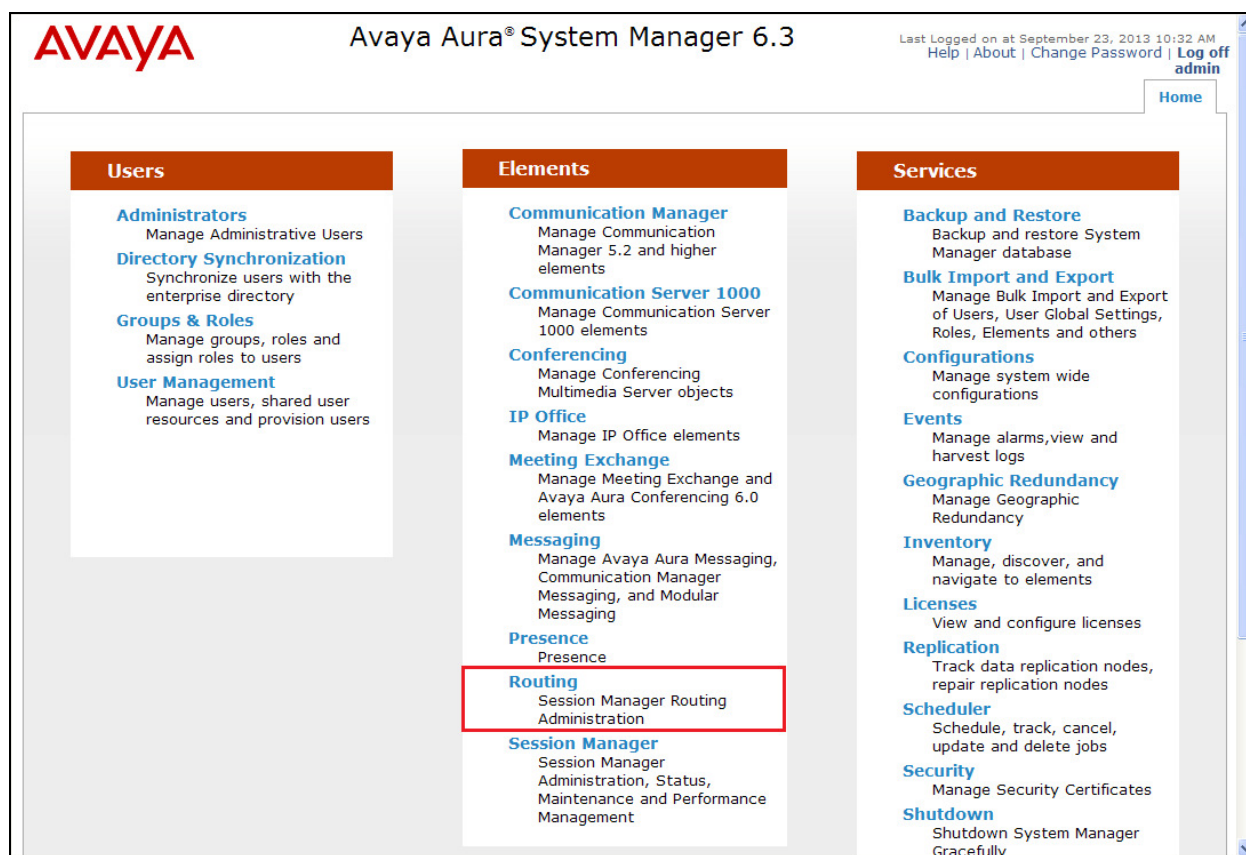 AVAYA
Avaya Aura® System Manager 6.3
Last Logged on at September 23, 2013 10:32 AM
Help | About | Change Password | Log off
admin
Home
Users
Administrators
Manage Administrative Users
Directory Synchronization
Synchronize users with the
enterprise directory
Groups & Roles
Manage groups, roles and
assign roles to users
User Management
Manage users, shared user
resources and provision users
Elements
Communication Manager
Manage Communication
Manager 5.2 and higher
elements
Communication Server 1000
Manage Communication Server
1000 elements
Conferencing
Manage Conferencing
Multimedia Server objects
IP Office
Manage IP Office elements
Meeting Exchange
Manage Meeting Exchange and
Avaya Aura Conferencing 6.0
elements
Messaging
Manage Avaya Aura Messaging,
Communication Manager
Messaging, and Modular
Messaging
Presence
Presence
Routing
Session Manager Routing
Administration
Session Manager
Session Manager
Administration, Status,
Maintenance and Performance
Management
Services
Backup and Restore
Backup and restore System
Manager database
Bulk Import and Export
Manage Bulk Import and Export
of Users, User Global Settings,
Roles, Elements and others
Configurations
Manage system wide
configurations
Events
Manage alarms,view and
harvest logs
Geographic Redundancy
Manage Geographic
Redundancy
Inventory
Manage, discover, and
navigate to elements
Licenses
View and configure licenses
Replication
Track data replication nodes,
repair replication nodes
Scheduler
Schedule, track, cancel,
update and delete jobs
Security
Manage Security Certificates
Shutdown
Shutdown System Manager
Gracefully